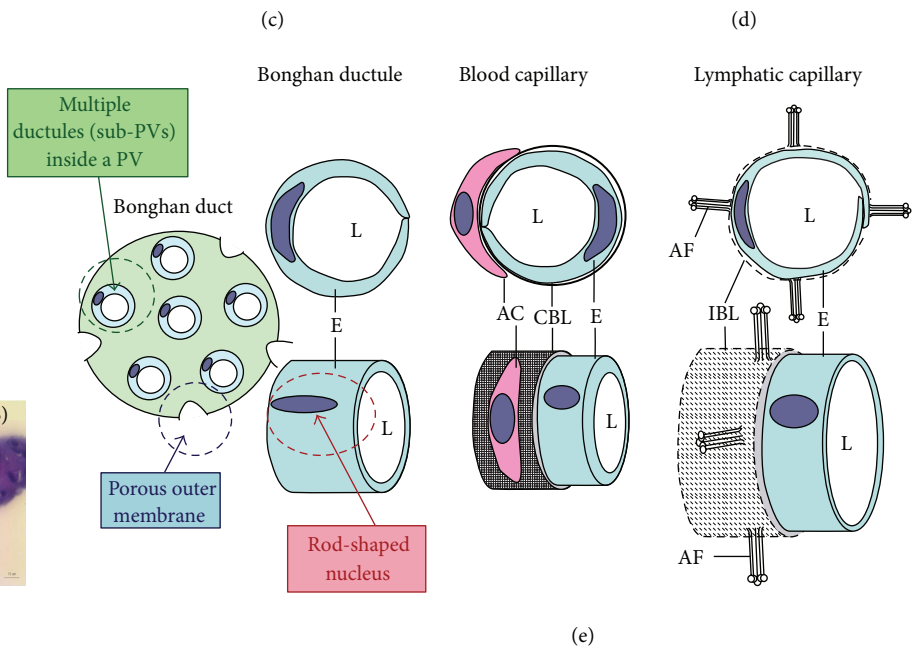 (c)
(d)
Bonghan ductule
Blood capillary
Lymphatic capillary
Multiple
ductules (sub-PVs)
inside a PV
Bonghan duct
L
L
L
AF
E
AC
CBL
E
IBL
E
L
L
L
Porous outer
membrane
Rod-shaped
nucleus
AF
(e)